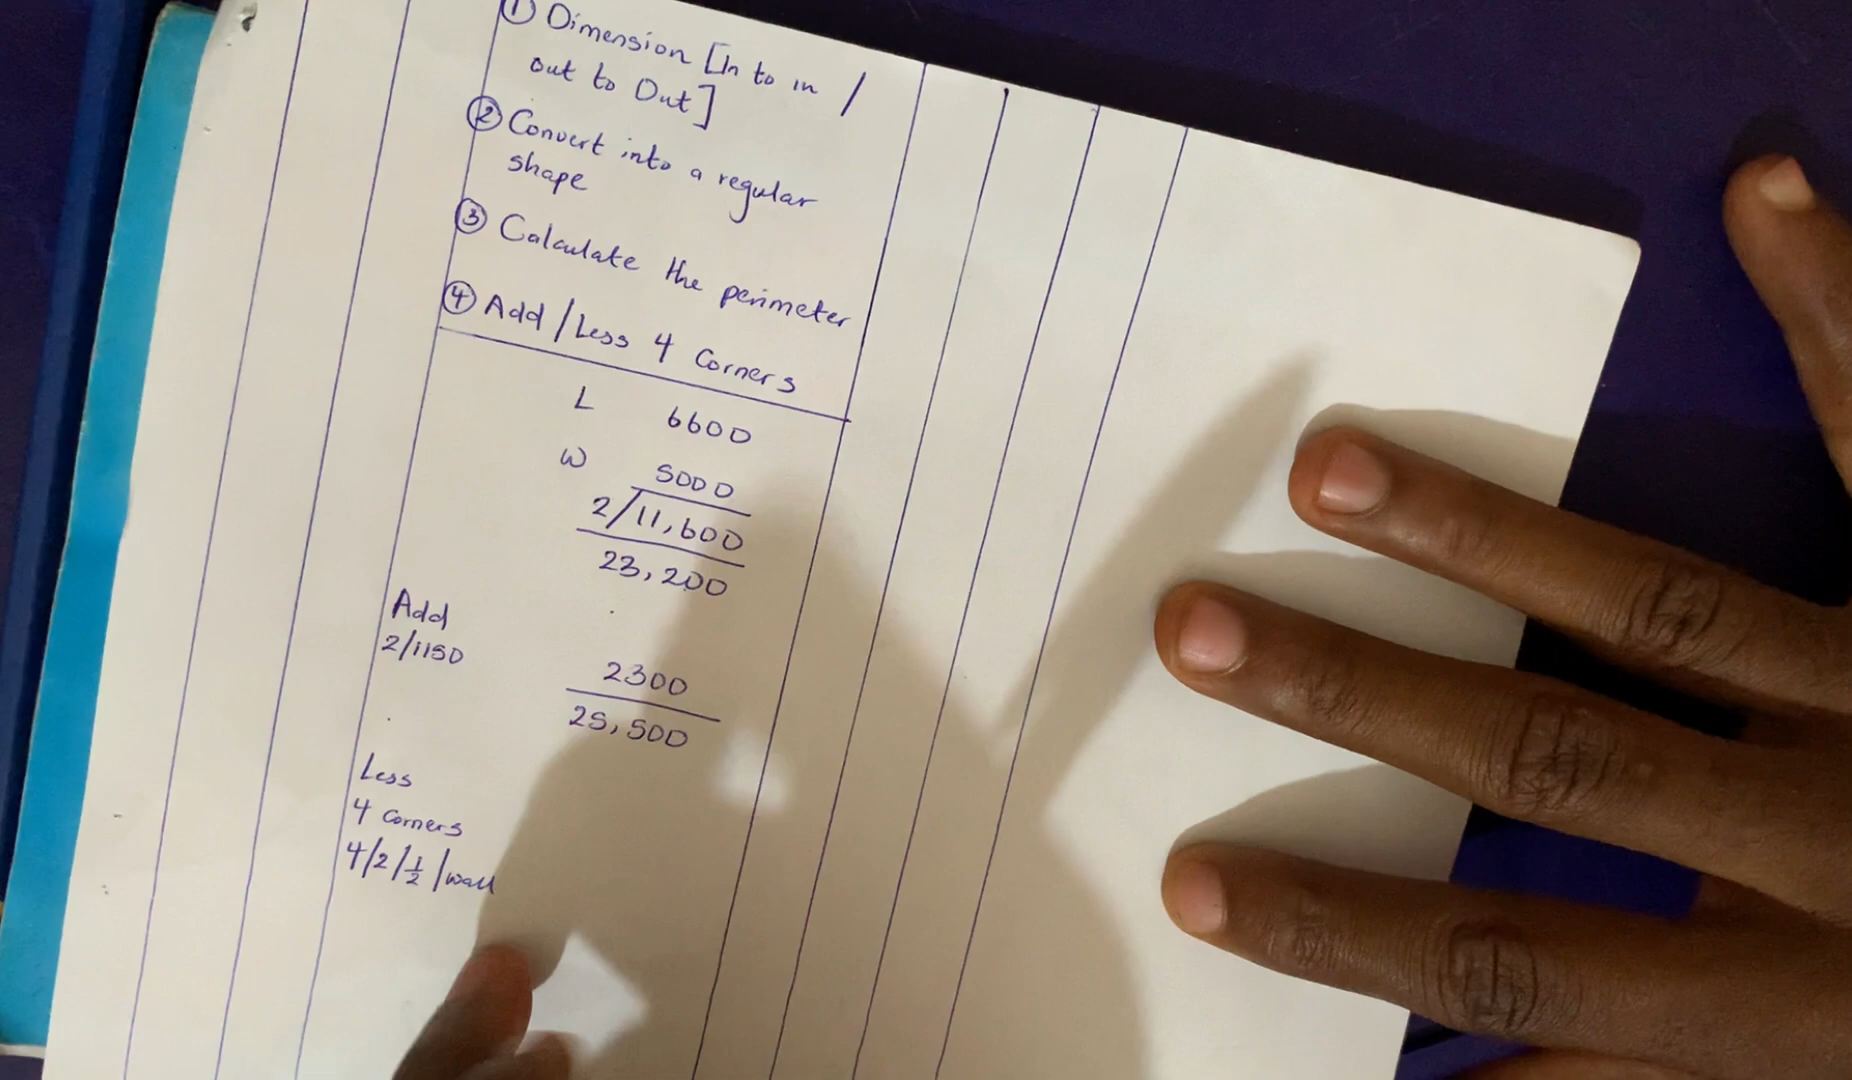 ① Dimension [In to in /
out to Out]
② Convert into a regular
shape
③ Calculate the perimeter
④ Add / Less 4 Corners
L 6600
W 5000
2/11,600
23,200
Add
2/1150 2300
25,500
Less
4 Corners
4/2/½/wall